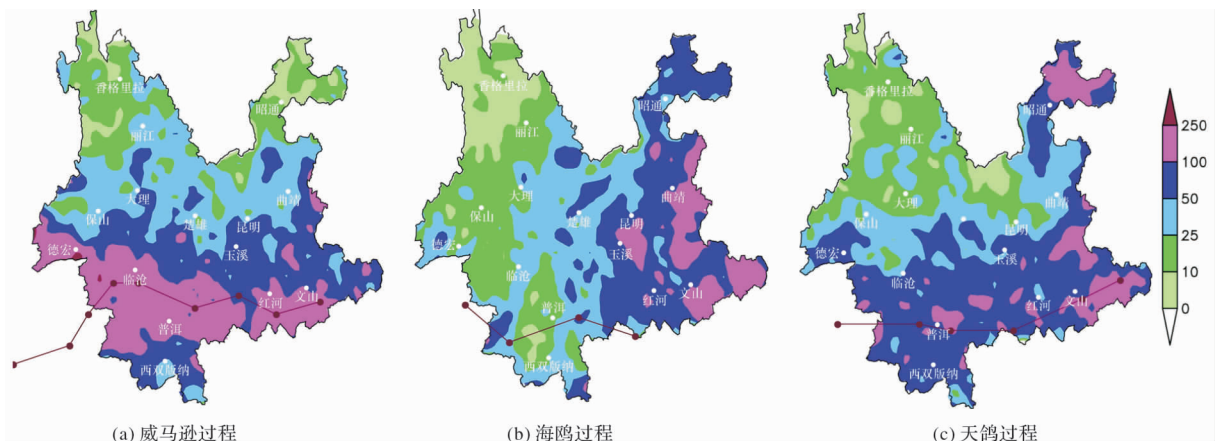 香格里拉
昭通
丽江
大理
曲靖
保山
楚雄
昆明
德宏
玉溪
临沧
红河
文山
普洱
西双版纳
(a) 威马逊过程
香格里拉
昭通
丽江
大理
曲靖
保山
楚雄
昆明
德宏
玉溪
临沧
红河
文山
普洱
西双版纳
(b) 海鸥过程
香格里拉
昭通
丽江
大理
曲靖
保山
昆明
德宏
玉溪
临沧
红河
文山
普洱
西双版纳
(c) 天鸽过程
250
100
50
25
10
0